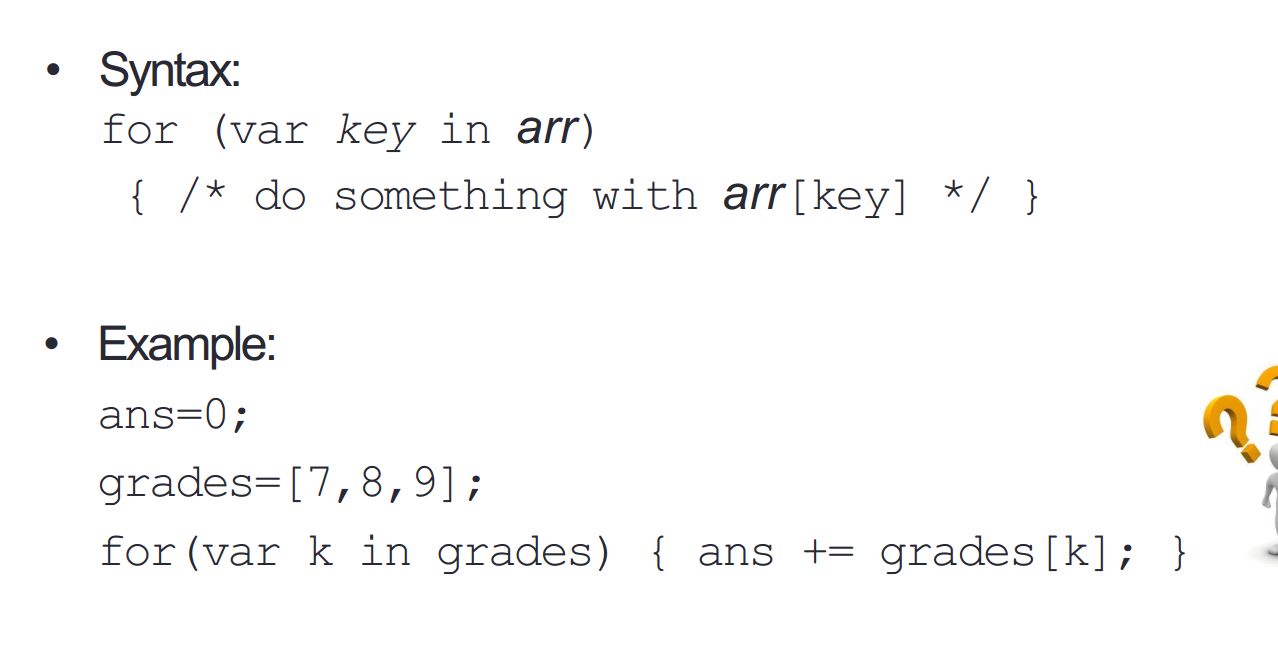 • Syntax:
for (var key in arr)
{ /* do something with arr[key] */ }
• Example:
ans=0;
grades=[7,8,9];
for(var k in grades) { ans += grades[k]; }